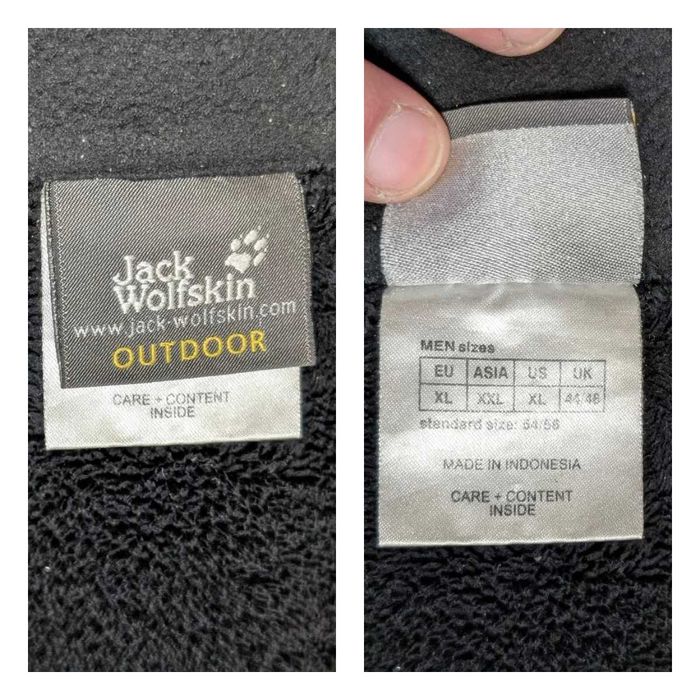 Jack
Wolfskin
www.jack-wolfskin.com
OUTDOOR
CARE + CONTENT
INSIDE
MEN sizes
EU ASIA US UK
XL XXL XL 44/46
standard size: 54/56
MADE IN INDONESIA
CARE + CONTENT
INSIDE